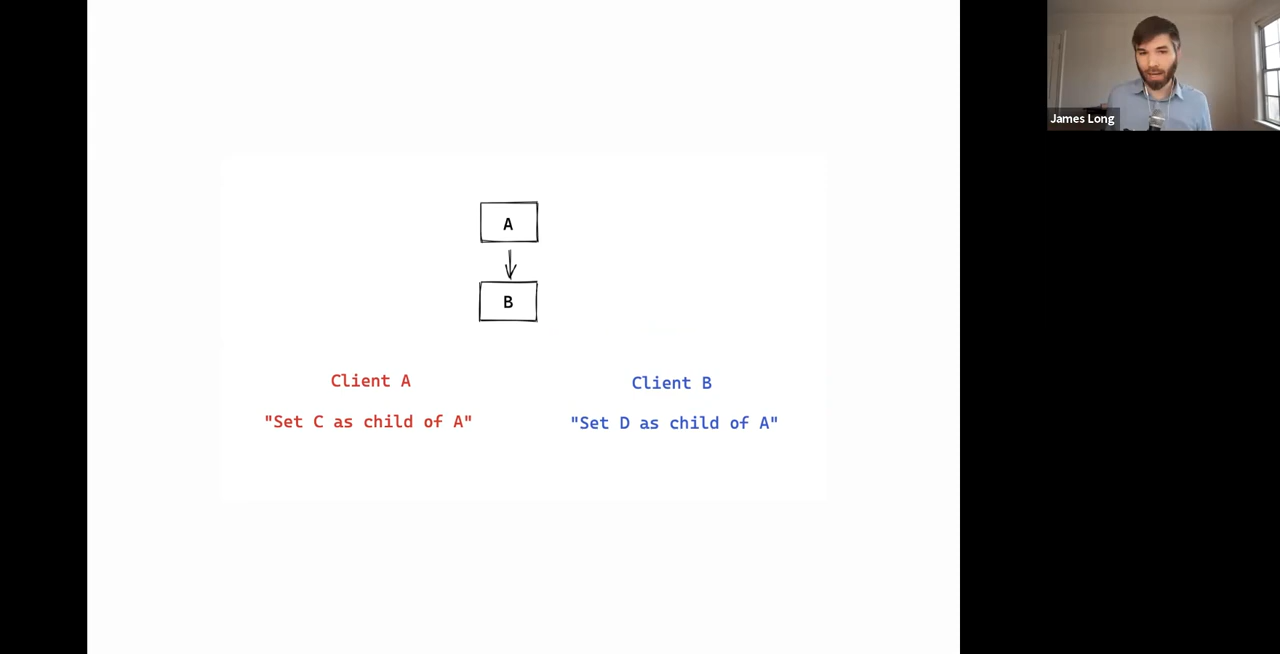 A
B
Client A
Client B
"Set C as child of A"
"Set D as child of A"
James Long